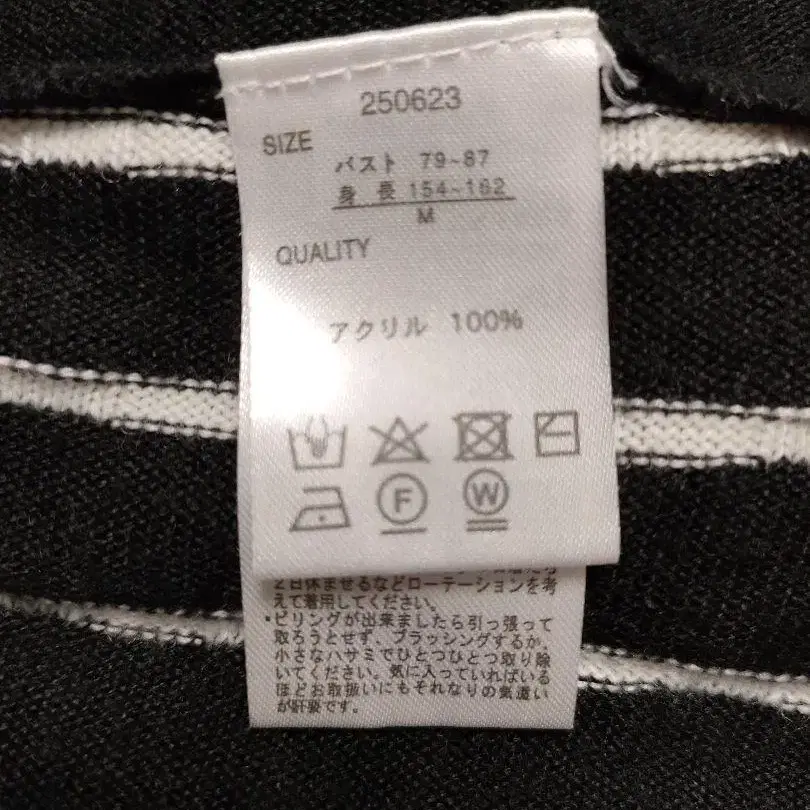 250623
SIZE
バスト 79~87
身長 154~162
M
QUALITY
アクリル 100%
F
W
2日休ませるなどローテーションを考
えて着用してください。
・ピリングが出来ましたら引っ張って
取ろうとせず、ブラッシングするか、
小さなハサミでひとつひとつ取り除
いてください。気に入っていればいる
ほどお取扱いにもそれなりの気遣い
が肝要です。